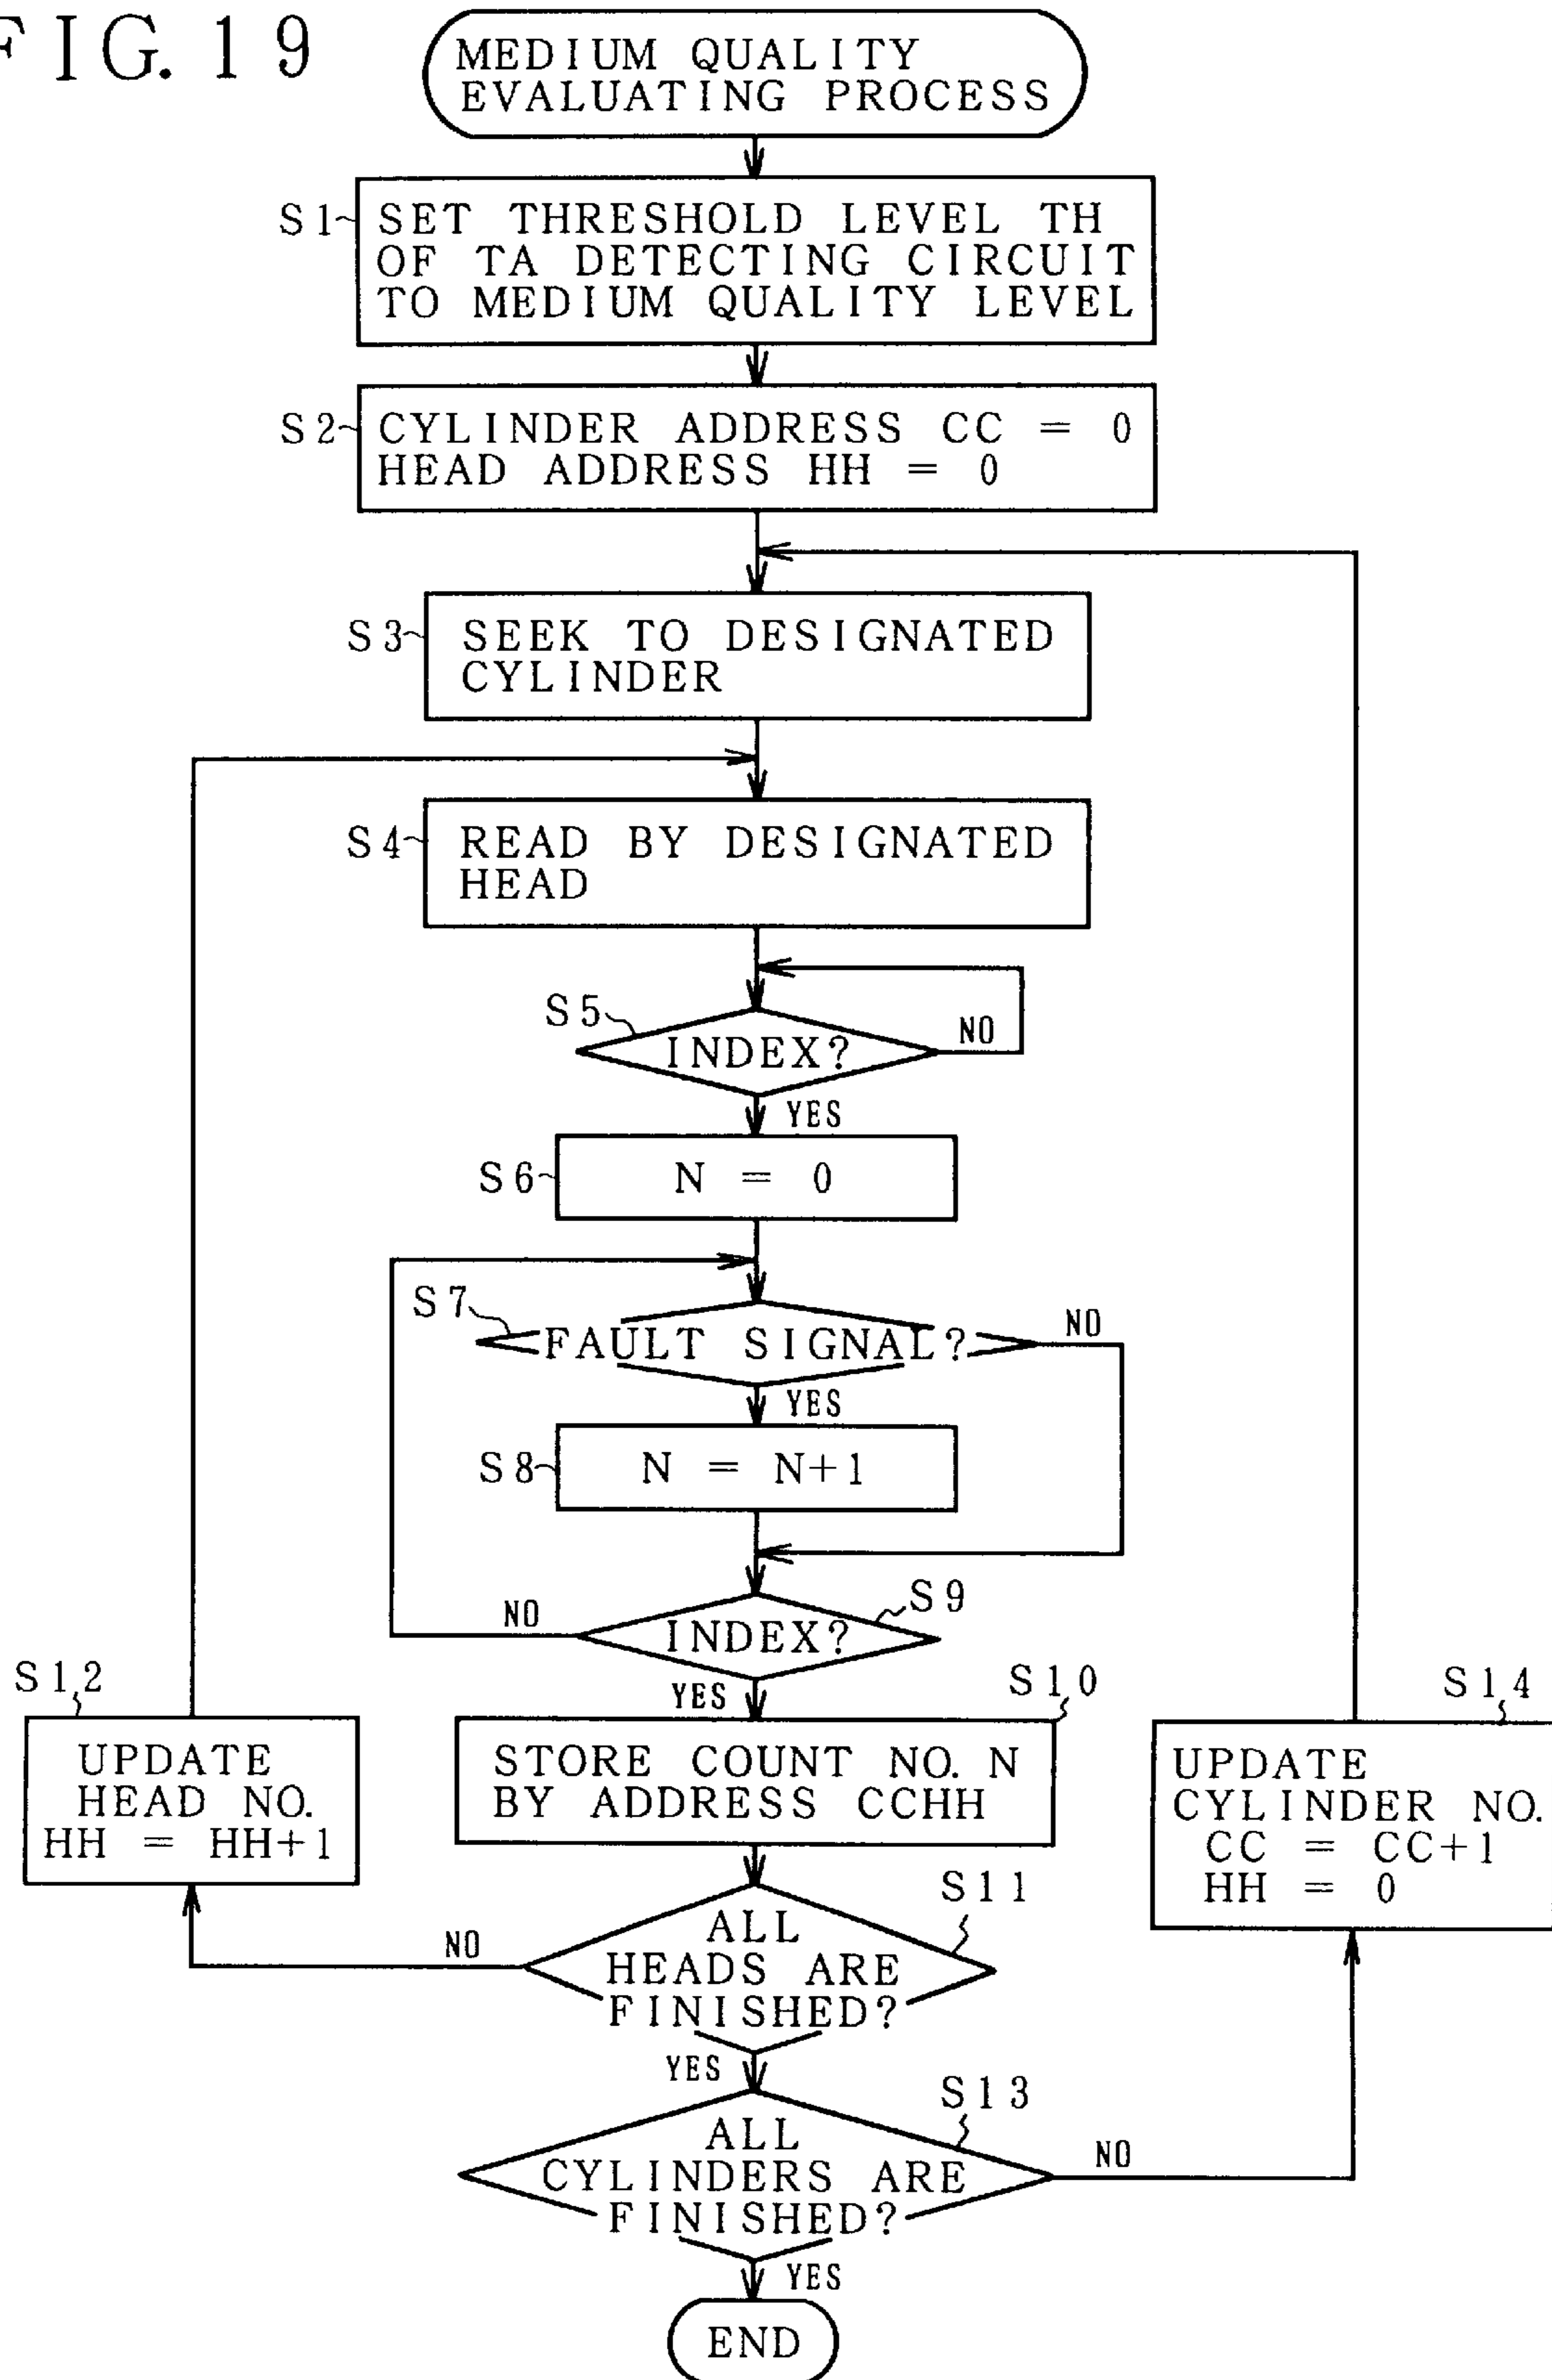 FIG. 19
MEDIUM QUALITY
EVALUATING PROCESS
S1
SET THRESHOLD LEVEL TH
OF TA DETECTING CIRCUIT
TO MEDIUM QUALITY LEVEL
S2
CYLINDER ADDRESS CC = 0
HEAD ADDRESS HH = 0
S3
SEEK TO DESIGNATED
CYLINDER
S4
READ BY DESIGNATED
HEAD
S5
INDEX?
NO
YES
S6
N = 0
S7
FAULT SIGNAL?
NO
YES
S8
N = N+1
S9
INDEX?
NO
YES
S10
STORE COUNT NO. N
BY ADDRESS CCHH
S12
UPDATE
HEAD NO.
HH = HH+1
S14
UPDATE
CYLINDER NO.
CC = CC+1
HH = 0
S11
ALL
HEADS ARE
FINISHED?
NO
YES
S13
ALL
CYLINDERS ARE
FINISHED?
NO
YES
END